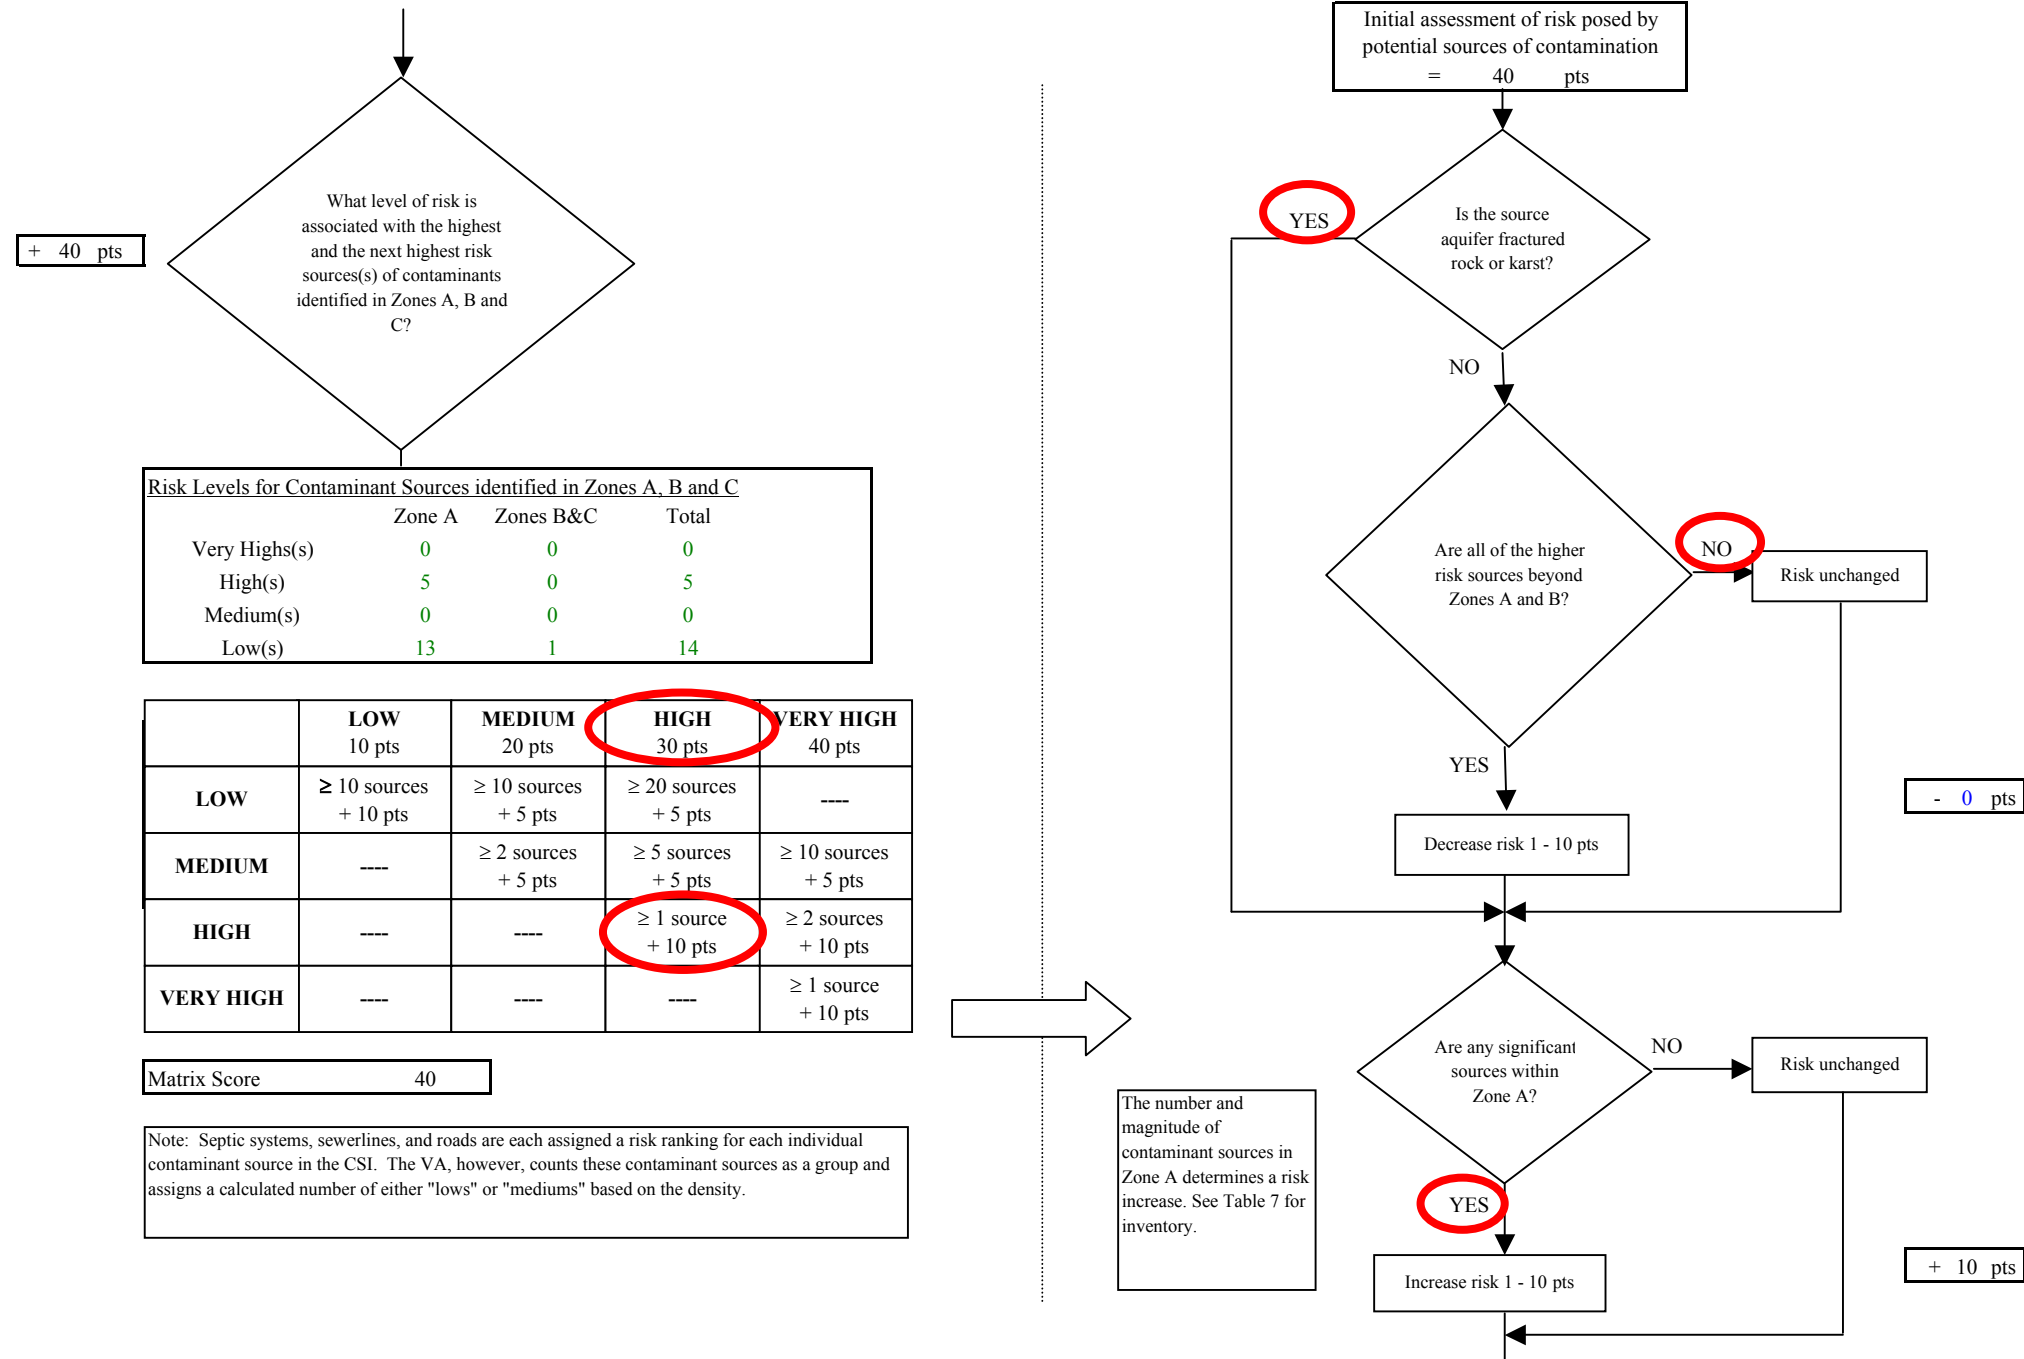 What level of risk is
associated with the highest
and the next highest risk
sources(s) of contaminants
identified in Zones A, B and
C?
+ 40 pts
Risk Levels for Contaminant Sources identified in Zones A, B and C
Zone A Zones B&C Total
Very Highs(s) 0 0 0
High(s) 5 0 5
Medium(s) 0 0 0
Low(s) 13 1 14
LOW MEDIUM HIGH VERY HIGH
10 pts 20 pts 30 pts 40 pts
LOW ≥ 10 sources ≥ 10 sources ≥ 20 sources ----
+ 10 pts + 5 pts + 5 pts
MEDIUM ---- ≥ 2 sources ≥ 5 sources ≥ 10 sources
+ 5 pts + 5 pts + 5 pts
HIGH ---- ---- ≥ 1 source ≥ 2 sources
+ 10 pts + 10 pts
VERY HIGH ---- ---- ---- ≥ 1 source
+ 10 pts
Matrix Score 40
Note: Septic systems, sewerlines, and roads are each assigned a risk ranking for each individual
contaminant source in the CSI. The VA, however, counts these contaminant sources as a group and
assigns a calculated number of either "lows" or "mediums" based on the density.
Initial assessment of risk posed by
potential sources of contamination
= 40 pts
YES
Is the source
aquifer fractured
rock or karst?
NO
Are all of the higher
risk sources beyond
Zones A and B?
NO
Risk unchanged
YES
- 0 pts
Decrease risk 1 - 10 pts
Are any significant
sources within
Zone A?
NO
Risk unchanged
The number and
magnitude of
contaminant sources in
Zone A determines a risk
increase. See Table 7 for
inventory.
YES
Increase risk 1 - 10 pts
+ 10 pts